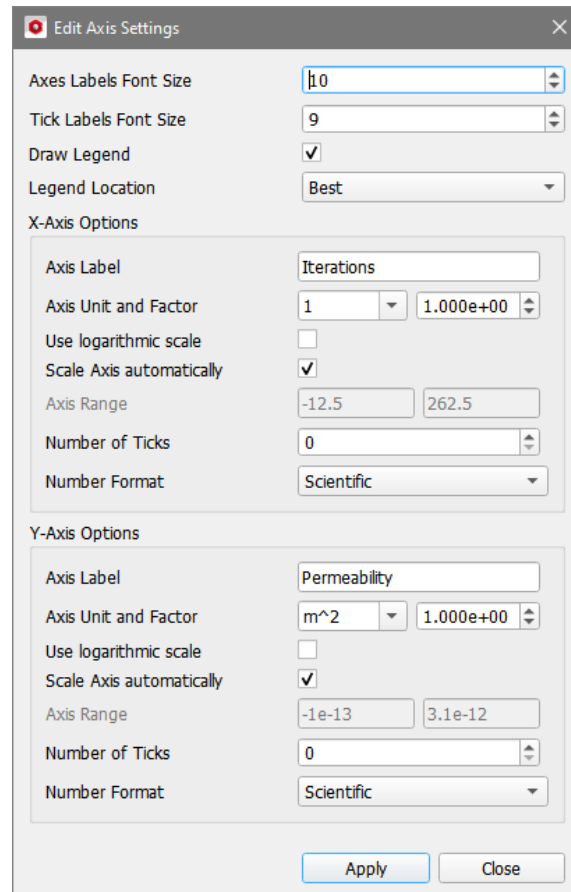 Edit Axis Settings
Axes Labels Font Size 10
Tick Labels Font Size 9
Draw Legend
Legend Location Best
X-Axis Options
Axis Label Iterations
Axis Unit and Factor 1 1.000e+00
Use logarithmic scale
Scale Axis automatically
Axis Range -12.5 262.5
Number of Ticks 0
Number Format Scientific
Y-Axis Options
Axis Label Permeability
Axis Unit and Factor m^2 1.000e+00
Use logarithmic scale
Scale Axis automatically
Axis Range -1e-13 3.1e-12
Number of Ticks 0
Number Format Scientific
Apply Close